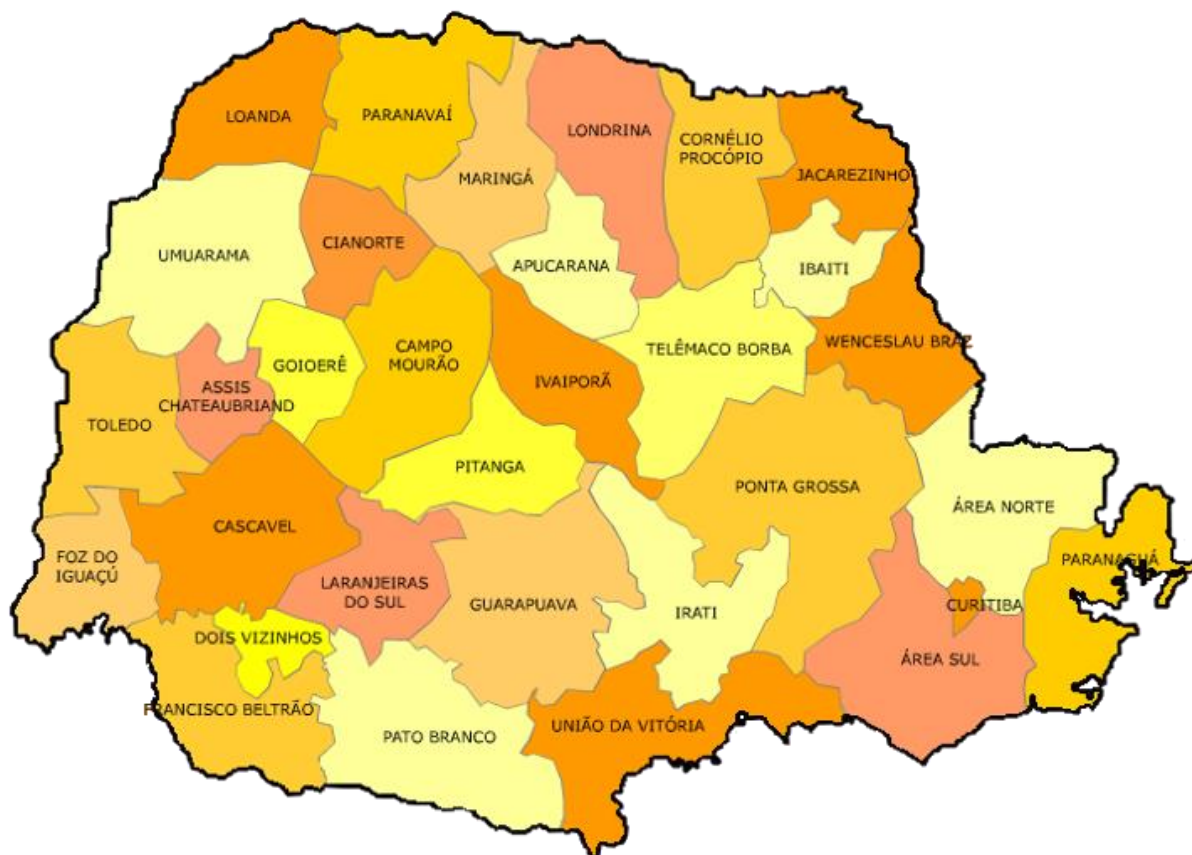 LOANDA
PARANAVAÍ
LONDRINA
CORNÉLIO
PROCÓPIO
MARINGÁ
JACAREZINHO
CIANORTE
UMUARAMA
APUCARANA
IBAITI
CAMPO
MOURÃO
GOIOERÊ
TELÊMACO BORBA
WENCESLAU BRAZ
IVAIPORÃ
ASSIS
CHATEAUBRIAND
TOLEDO
PITANGA
PONTA GROSSA
ÁREA NORTE
CASCAVEL
FOZ DO
IGUAÇÚ
PARANAGHÁ
LARANJEIRAS
DO SUL
GUARAPUAVA
IRATI
CURITIBA
DOIS VIZINHOS
ÁREA SUL
FRANCISCO BELTRÃO
UNIÃO DA VITÓRIA
PATO BRANCO